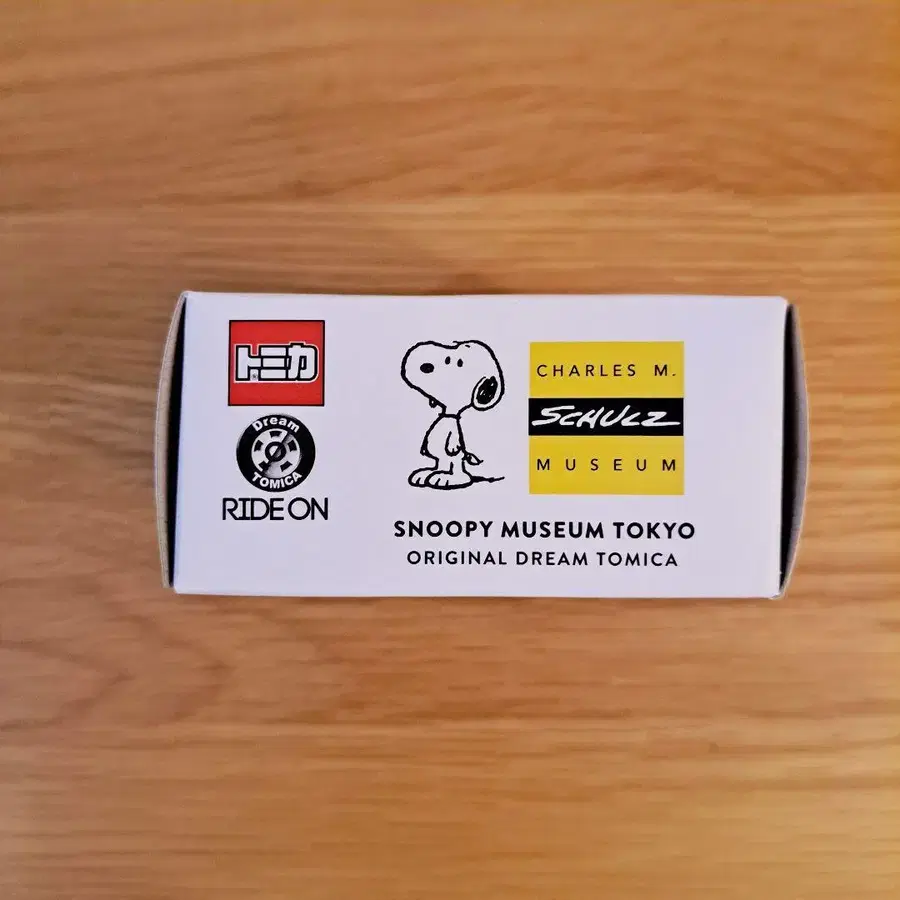 トミカ
Dream
TOMICA
RIDE ON
CHARLES M.
SCHULZ
MUSEUM
SNOOPY MUSEUM TOKYO
ORIGINAL DREAM TOMICA